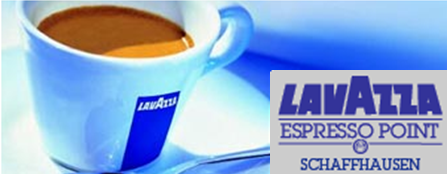 LAVAZZA
LAVAZZA
ESPRESSO POINT
SCHAFFHAUSEN